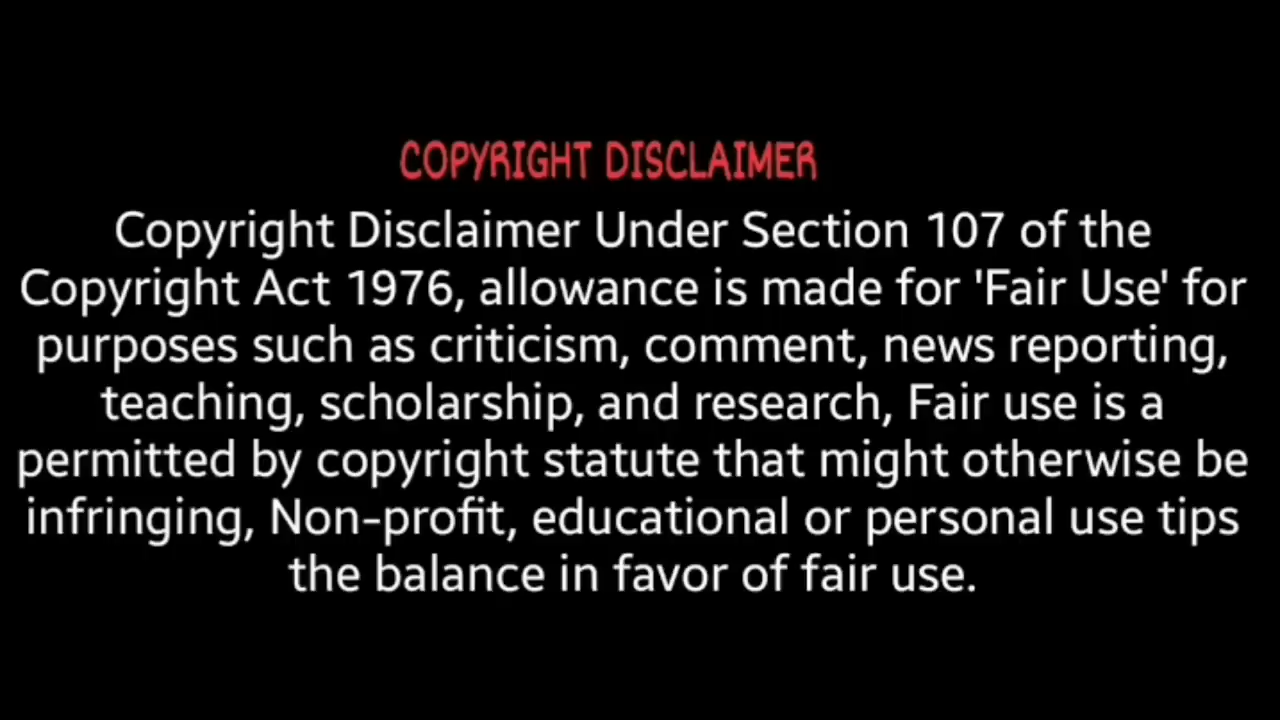 COPYRIGHT DISCLAIMER
Copyright Disclaimer Under Section 107 of the
Copyright Act 1976, allowance is made for 'Fair Use' for
purposes such as criticism, comment, news reporting,
teaching, scholarship, and research, Fair use is a
permitted by copyright statute that might otherwise be
infringing, Non-profit, educational or personal use tips
the balance in favor of fair use.